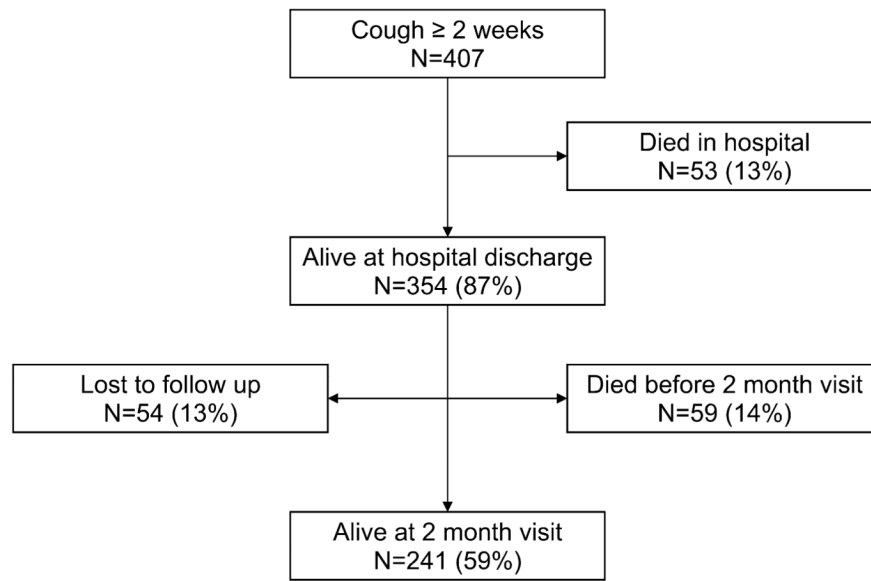 Cough ≥ 2 weeks
N=407
Died in hospital
N=53 (13%)
Alive at hospital discharge
N=354 (87%)
Lost to follow up
N=54 (13%)
Died before 2 month visit
N=59 (14%)
Alive at 2 month visit
N=241 (59%)